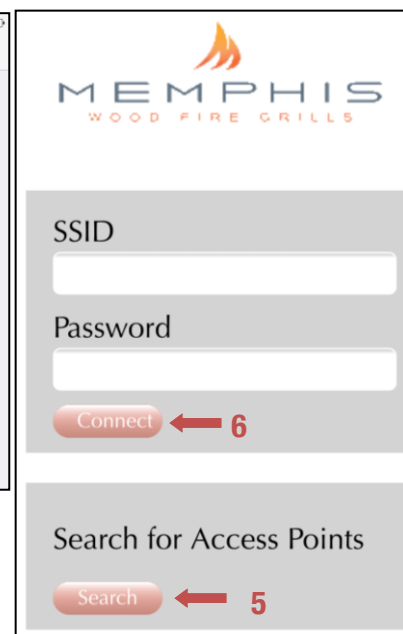 MEMPHIS
WOOD FIRE GRILLS
SSID
Password
Connect 6
Search for Access Points
Search 5